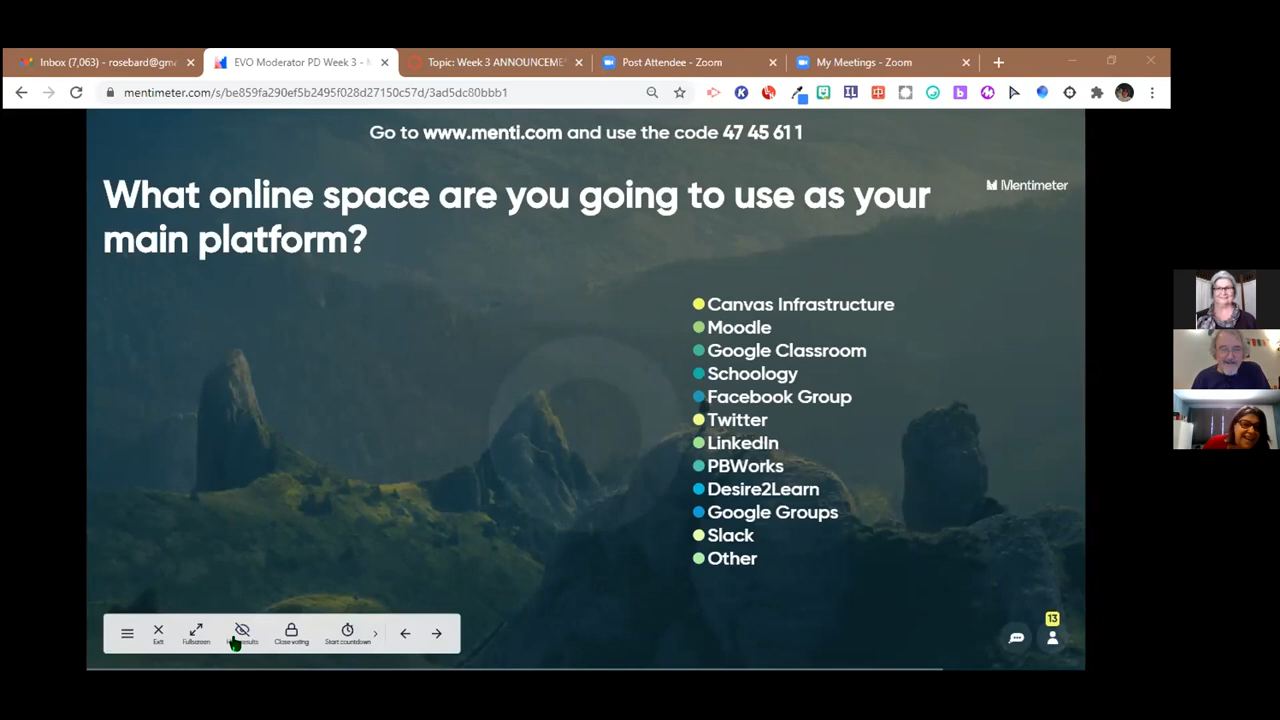 Inbox (7,063) - rosebard@gm
EVO Moderator PD Week 3 - M
Topic: Week 3 ANNOUNCEME
Post Attendee - Zoom
My Meetings - Zoom
mentimeter.com/s/be859fa290ef5b2495f028d27150c57d/3ad5dc80bbb1
Go to www.menti.com and use the code 47 45 61 1
What online space are you going to use as your
main platform?
Mentimeter
Canvas Infrastructure
Moodle
Google Classroom
Schoology
Facebook Group
Twitter
LinkedIn
PBWorks
Desire2Learn
Google Groups
Slack
Other
Exit
Fullscreen
results
Close voting
Start countdown
13